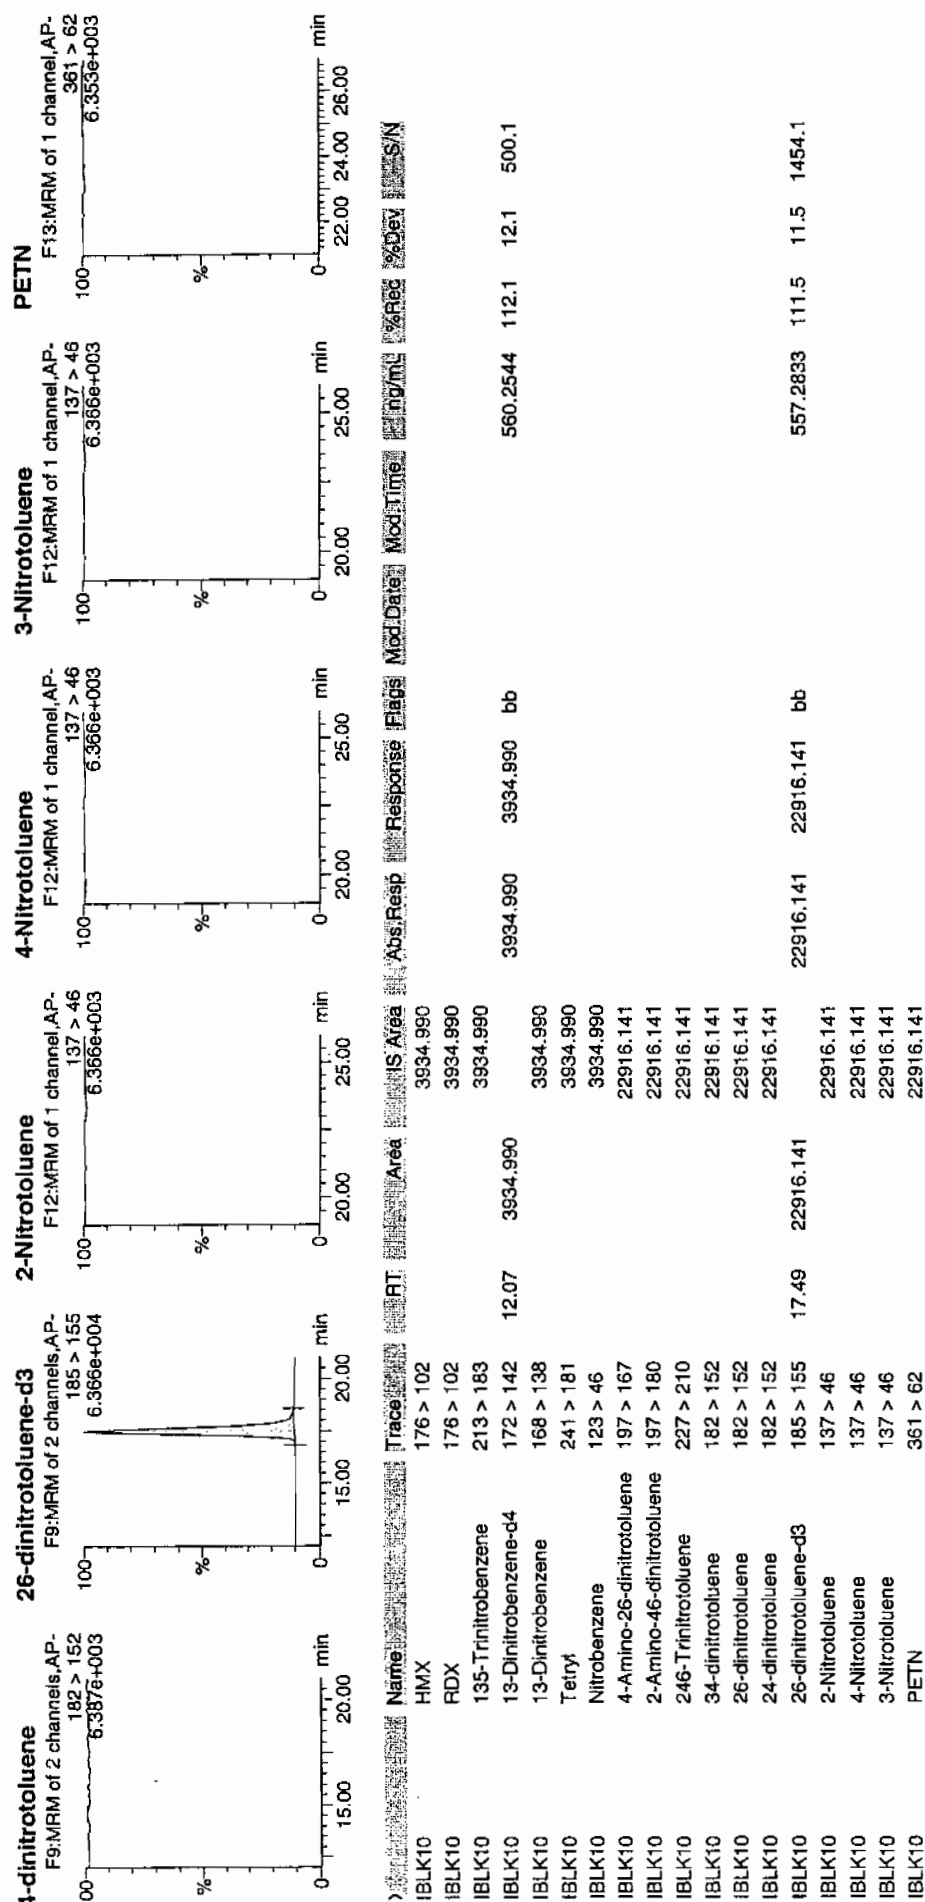 4-dinitrotoluene
F9:MRM of 2 channels,AP-
182 > 152
6.387e+003
00
%
0
15.00 20.00 min
26-dinitrotoluene-d3
F9:MRM of 2 channels,AP-
185 > 155
6.366e+004
100
%
0
15.00 20.00 min
2-Nitrotoluene
F12:MRM of 1 channel,AP-
137 > 46
6.366e+003
100
%
0
20.00 25.00 min
4-Nitrotoluene
F12:MRM of 1 channel,AP-
137 > 46
6.366e+003
100
%
0
20.00 25.00 min
3-Nitrotoluene
F12:MRM of 1 channel,AP-
137 > 46
6.366e+003
100
%
0
20.00 25.00 min
PETN
F13:MRM of 1 channel,AP-
361 > 62
6.353e+003
100
%
0
22.00 24.00 26.00 min
Name Trace RT Area IS Area Abs.Resp Response Flags Mod.Date Mod.Time ng/mL %Rec %Dev S/N
IBLK10 HMX 176 > 102 3934.990
IBLK10 RDX 176 > 102 3934.990
IBLK10 135-Trinitrobenzene 213 > 183 3934.990
IBLK10 13-Dinitrobenzene-d4 172 > 142 12.07 3934.990 3934.990 3934.990 bb 560.2544 112.1 12.1 500.1
IBLK10 13-Dinitrobenzene 168 > 138 3934.990
IBLK10 Tetryl 241 > 181 3934.990
IBLK10 Nitrobenzene 123 > 46 3934.990
IBLK10 4-Amino-26-dinitrotoluene 197 > 167 22916.141
IBLK10 2-Amino-46-dinitrotoluene 197 > 180 22916.141
IBLK10 246-Trinitrotoluene 227 > 210 22916.141
IBLK10 34-dinitrotoluene 182 > 152 22916.141
IBLK10 26-dinitrotoluene 182 > 152 22916.141
IBLK10 24-dinitrotoluene 182 > 152 22916.141
IBLK10 26-dinitrotoluene-d3 185 > 155 17.49 22916.141 22916.141 22916.141 bb 557.2833 111.5 11.5 1454.1
IBLK10 2-Nitrotoluene 137 > 46 22916.141
IBLK10 4-Nitrotoluene 137 > 46 22916.141
IBLK10 3-Nitrotoluene 137 > 46 22916.141
IBLK10 PETN 361 > 62 22916.141